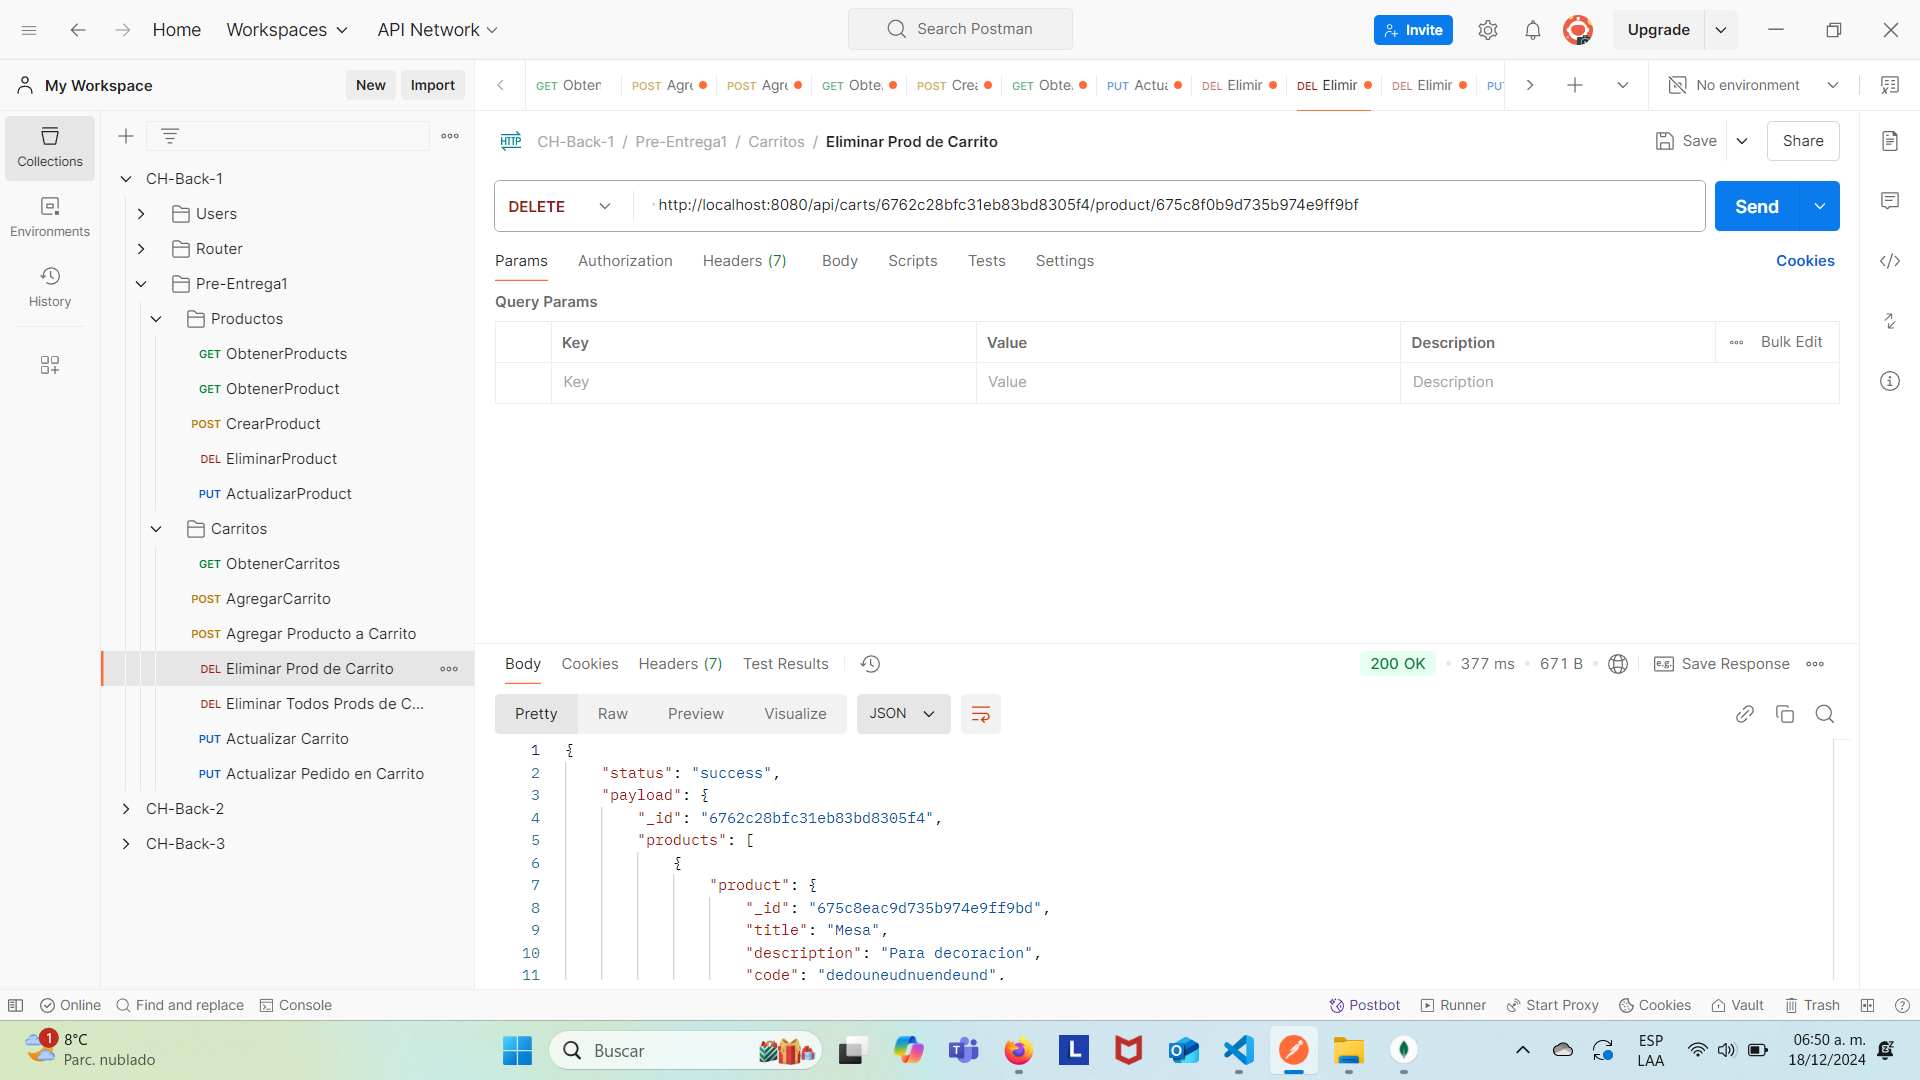 Home
Workspaces
API Network
Search Postman
Invite
Upgrade
My Workspace
New
Import
GET Obten
POST Agre
POST Agre
GET Obte
POST Crea
GET Obte
PUT Actua
DEL Elimir
DEL Elimir
DEL Elimir
PU
No environment
Collections
Environments
History
CH-Back-1
Users
Router
Pre-Entrega1
Productos
GET ObtenerProducts
GET ObtenerProduct
POST CrearProduct
DEL EliminarProduct
PUT ActualizarProduct
Carritos
GET ObtenerCarritos
POST AgregarCarrito
POST Agregar Producto a Carrito
DEL Eliminar Prod de Carrito
DEL Eliminar Todos Prods de C...
PUT Actualizar Carrito
PUT Actualizar Pedido en Carrito
CH-Back-2
CH-Back-3
HTTP CH-Back-1 / Pre-Entrega1 / Carritos / Eliminar Prod de Carrito
Save
Share
DELETE
http://localhost:8080/api/carts/6762c28bfc31eb83bd8305f4/product/675c8f0b9d735b974e9ff9bf
Send
Params
Authorization
Headers (7)
Body
Scripts
Tests
Settings
Cookies
Query Params
Key Value Description Bulk Edit
Key Value Description
Body
Cookies
Headers (7)
Test Results
200 OK
377 ms
671 B
e.g. Save Response
Pretty
Raw
Preview
Visualize
JSON
1 {
2 "status": "success",
3 "payload": {
4 "_id": "6762c28bfc31eb83bd8305f4",
5 "products": [
6 {
7 "product": {
8 "_id": "675c8eac9d735b974e9ff9bd",
9 "title": "Mesa",
10 "description": "Para decoracion",
11 "code": "dedouneudnuendeund",
Online
Find and replace
Console
Postbot
Runner
Start Proxy
Cookies
Vault
Trash
1
8°C
Parc. nublado
Buscar
L
ESP
LAA
06:50 a. m.
18/12/2024